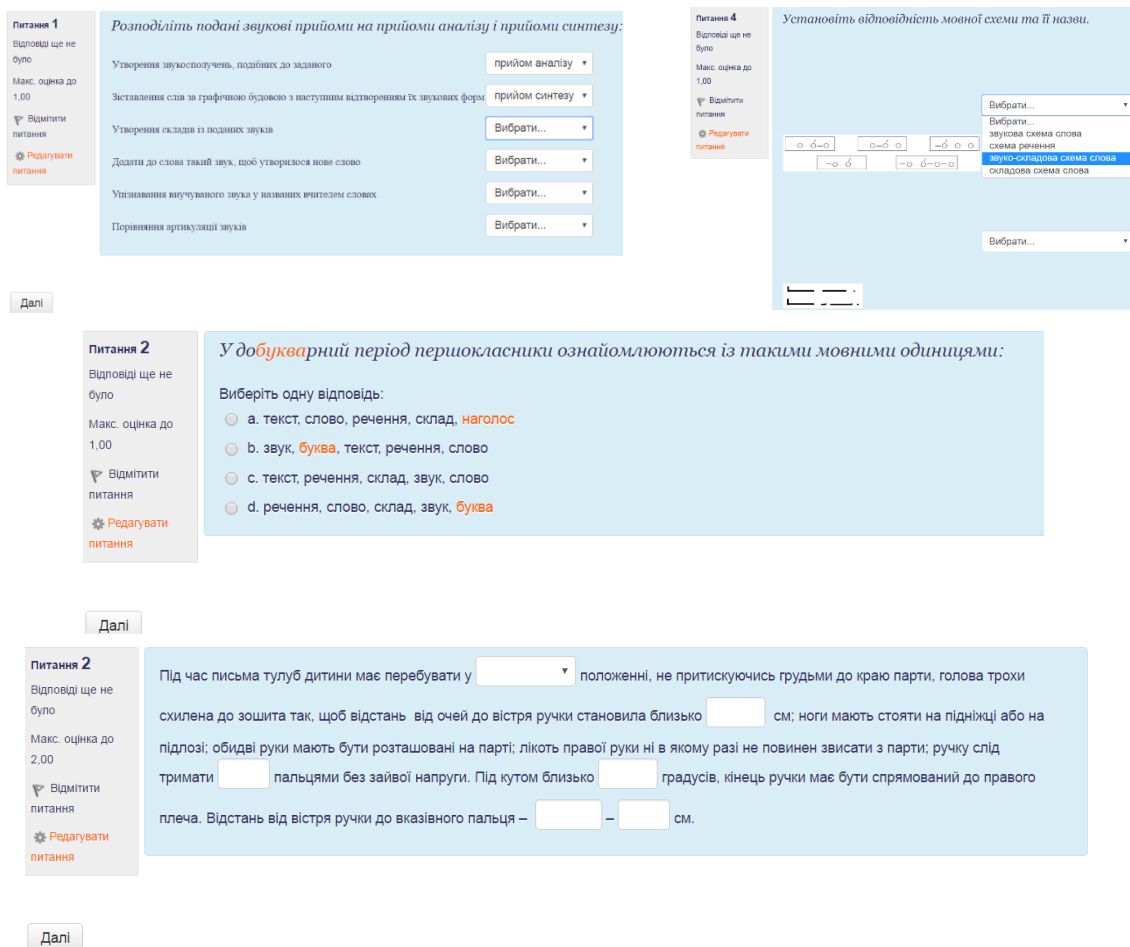 Питання 1
Відповіді ще не
було
Макс. оцінка до
1,00
Відмітити
питання
Редагувати
питання
Розподіліть подані звукові прийоми на прийоми аналізу і прийоми синтезу:
Утворення звукосполучень, подібних до заданого
прийом аналізу
Зіставлення слів за графічною будовою з наступним відтворенням їх звукових форм
прийом синтезу
Утворення складів із поданих звуків
Вибрати...
Додати до слова такий звук, щоб утворилося нове слово
Вибрати...
Упізнавання вивчуваного звука у названих вчителем словах
Вибрати...
Порівняння артикуляції звуків
Вибрати...
Далі
Питання 4
Відповіді ще не
було
Макс. оцінка до
1,00
Відмітити
питання
Редагувати
питання
Установіть відповідність мовної схеми та її назви.
Вибрати...
Вибрати...
звукова схема слова
схема речення
звуко-складова схема слова
складова схема слова
Вибрати...
Питання 2
Відповіді ще не
було
Макс. оцінка до
1,00
Відмітити
питання
Редагувати
питання
У добукварний період першокласники ознайомлюються із такими мовними одиницями:
Виберіть одну відповідь:
a. текст, слово, речення, склад, наголос
b. звук, буква, текст, речення, слово
c. текст, речення, склад, звук, слово
d. речення, слово, склад, звук, буква
Далі
Питання 2
Відповіді ще не
було
Макс. оцінка до
2,00
Відмітити
питання
Редагувати
питання
Під час письма тулуб дитини має перебувати у положенні, не притискуючись грудьми до краю парти, голова трохи
схилена до зошита так, щоб відстань від очей до вістря ручки становила близько см; ноги мають стояти на підніжці або на
підлозі; обидві руки мають бути розташовані на парті; лікоть правої руки ні в якому разі не повинен звисати з парти; ручку слід
тримати пальцями без зайвої напруги. Під кутом близько градусів, кінець ручки має бути спрямований до правого
плеча. Відстань від вістря ручки до вказівного пальця – – см.
Далі